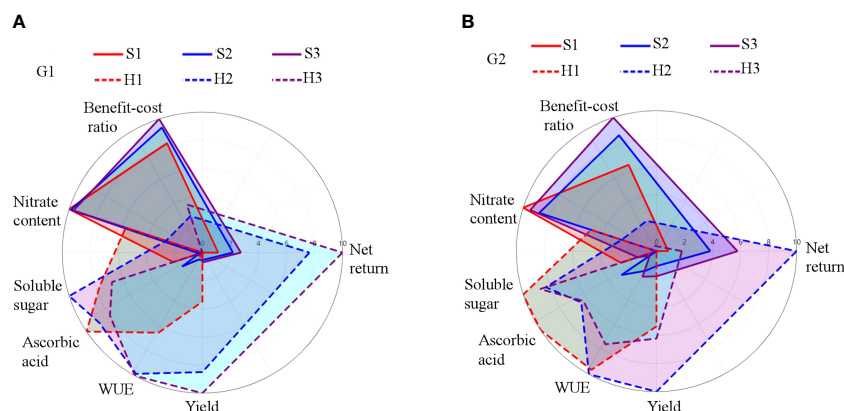 A
G1
S1
S2
S3
H1
H2
H3
Benefit-cost
ratio
Nitrate
content
Soluble
sugar
Ascorbic
acid
WUE
Yield
Net
return
0
2
4
6
8
10
B
G2
S1
S2
S3
H1
H2
H3
Benefit-cost
ratio
Nitrate
content
Soluble
sugar
Ascorbic
acid
WUE
Yield
Net
return
0
2
4
6
8
10